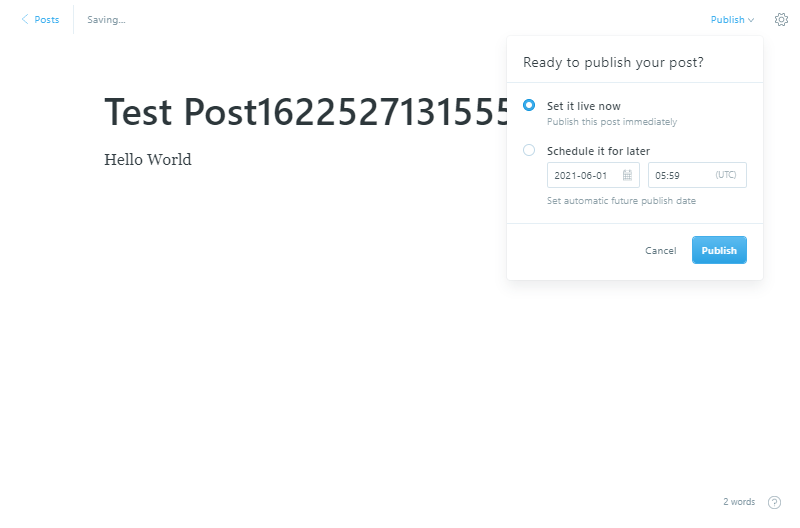 Posts
Saving...
Publish
Ready to publish your post?
Test Post1622527131555
Set it live now
Publish this post immediately
Hello World
Schedule it for later
2021-06-01
05:59
(UTC)
Set automatic future publish date
Cancel
Publish
2 words
?